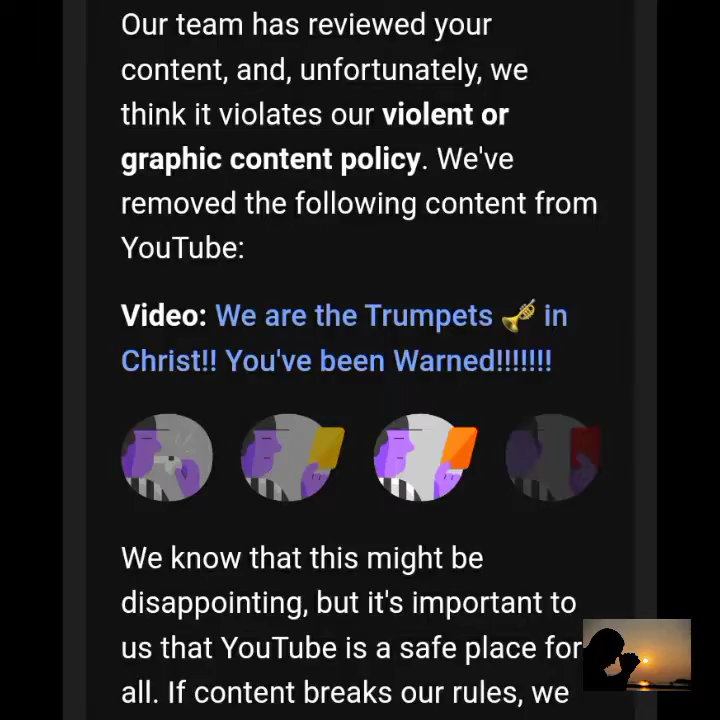 Our team has reviewed your
content, and, unfortunately, we
think it violates our violent or
graphic content policy. We've
removed the following content from
YouTube:
Video: We are the Trumpets 🎺 in
Christ!! You've been Warned!!!!!!!
We know that this might be
disappointing, but it's important to
us that YouTube is a safe place for
all. If content breaks our rules, we